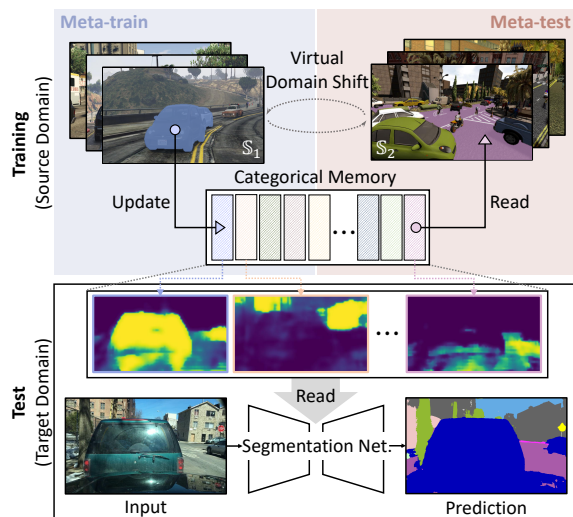 Meta-train
Meta-test
Virtual
Domain Shift
𝕊1
𝕊2
Training
(Source Domain)
Categorical Memory
Update
Read
Test
(Target Domain)
Read
Segmentation Net.
Input
Prediction